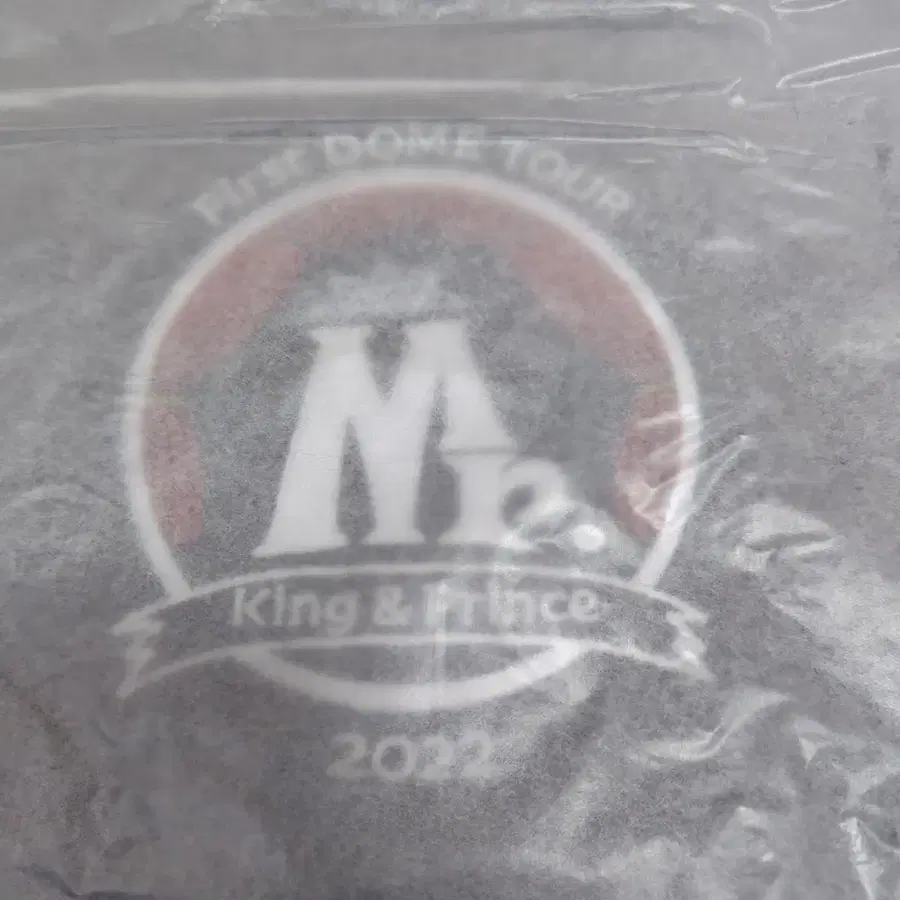 First DOME TOUR
Mr.
King & Prince
2022